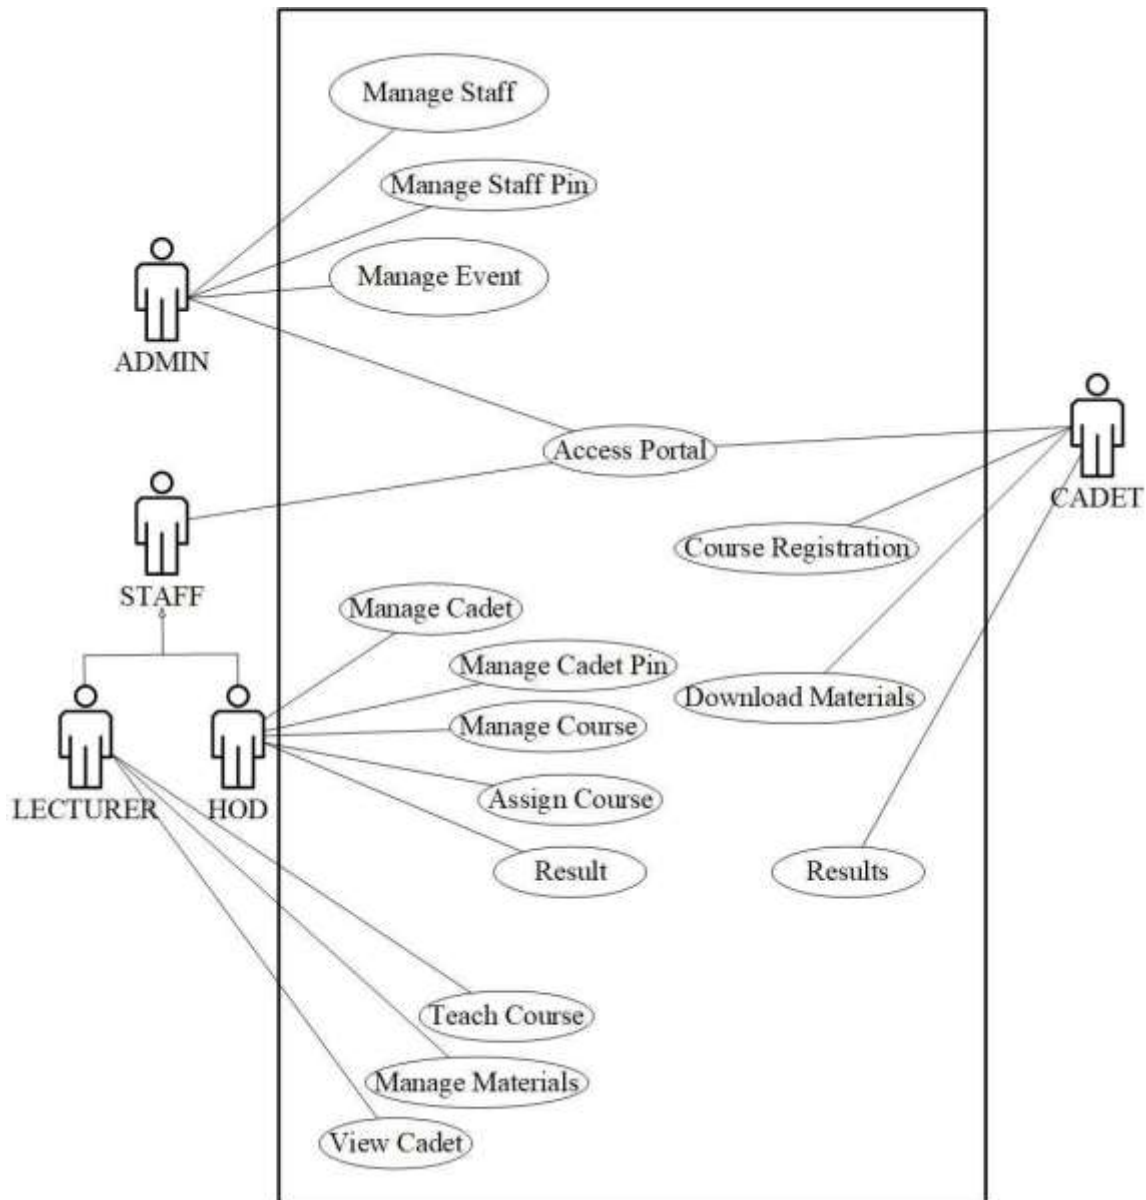 Manage Staff
Manage Staff Pin
Manage Event
ADMIN
Access Portal
CADET
Course Registration
STAFF
Manage Cadet
Manage Cadet Pin
Download Materials
Manage Course
LECTURER
HOD
Assign Course
Result
Results
Teach Course
Manage Materials
View Cadet